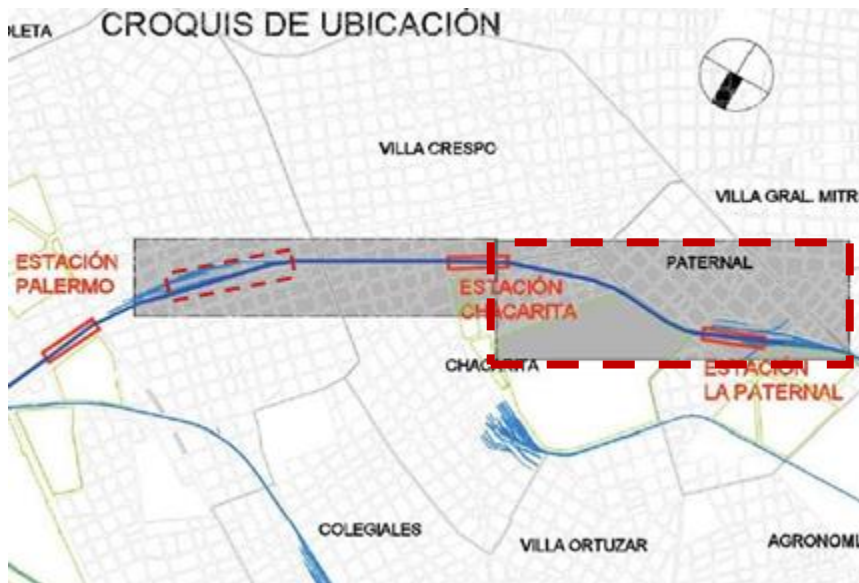 OLETA
CROQUIS DE UBICACIÓN
VILLA CRESPO
VILLA GRAL. MITR
ESTACIÓN
PALERMO
PATERNAL
ESTACIÓN
CHACARITA
CHACARITA
ESTACIÓN
LA PATERNAL
COLEGIALES
VILLA ORTUZAR
AGRONOMI